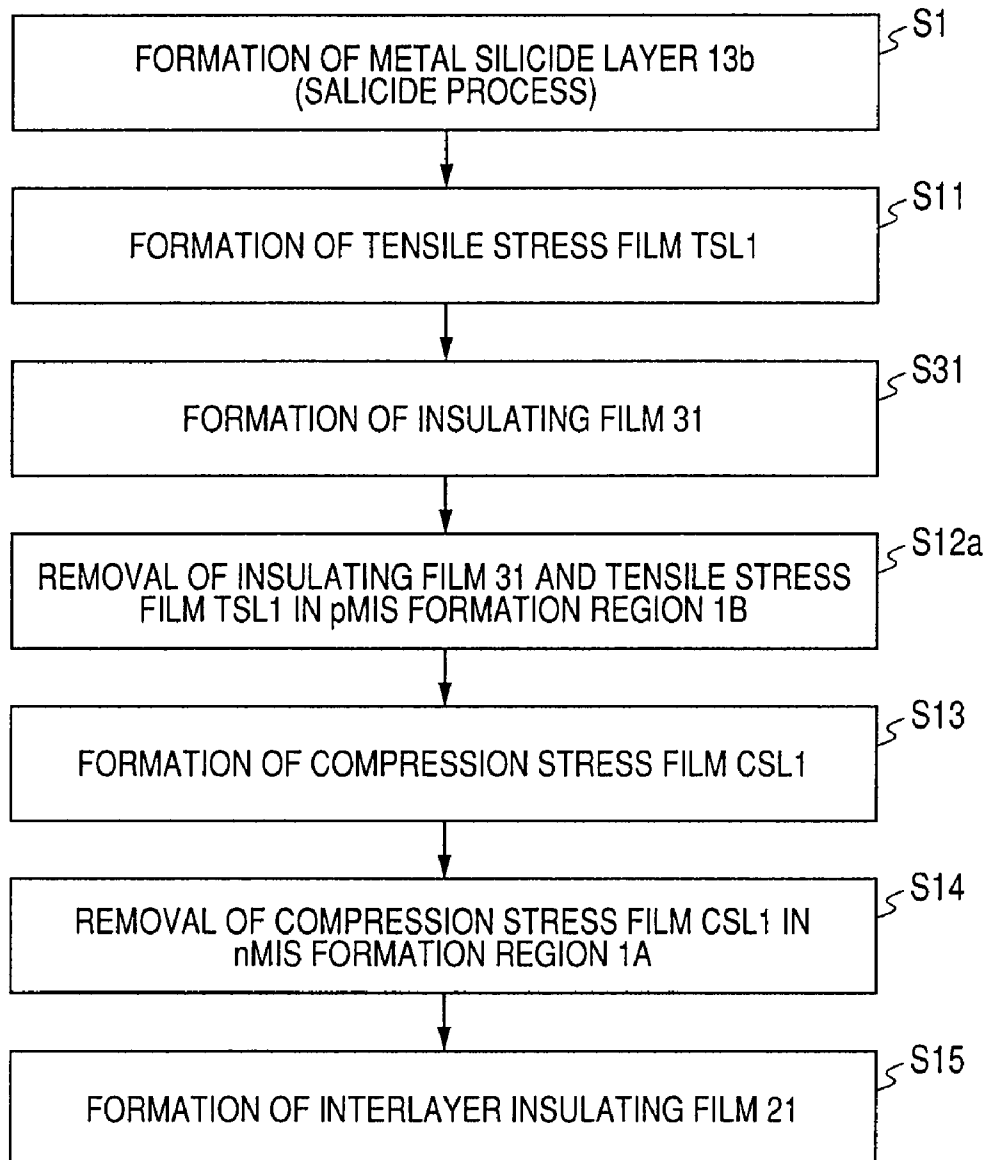 S1
FORMATION OF METAL SILICIDE LAYER 13b
(SALICIDE PROCESS)
S11
FORMATION OF TENSILE STRESS FILM TSL1
S31
FORMATION OF INSULATING FILM 31
S12a
REMOVAL OF INSULATING FILM 31 AND TENSILE STRESS
FILM TSL1 IN pMIS FORMATION REGION 1B
S13
FORMATION OF COMPRESSION STRESS FILM CSL1
S14
REMOVAL OF COMPRESSION STRESS FILM CSL1 IN
nMIS FORMATION REGION 1A
S15
FORMATION OF INTERLAYER INSULATING FILM 21